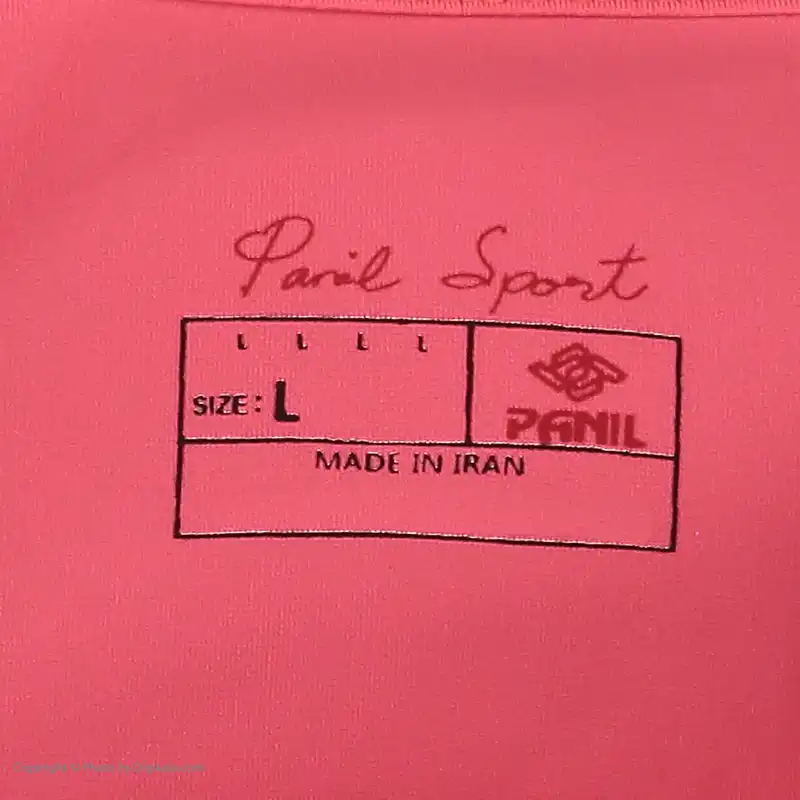 Panil Sport
L L L L
SIZE: L
PANIL
MADE IN IRAN